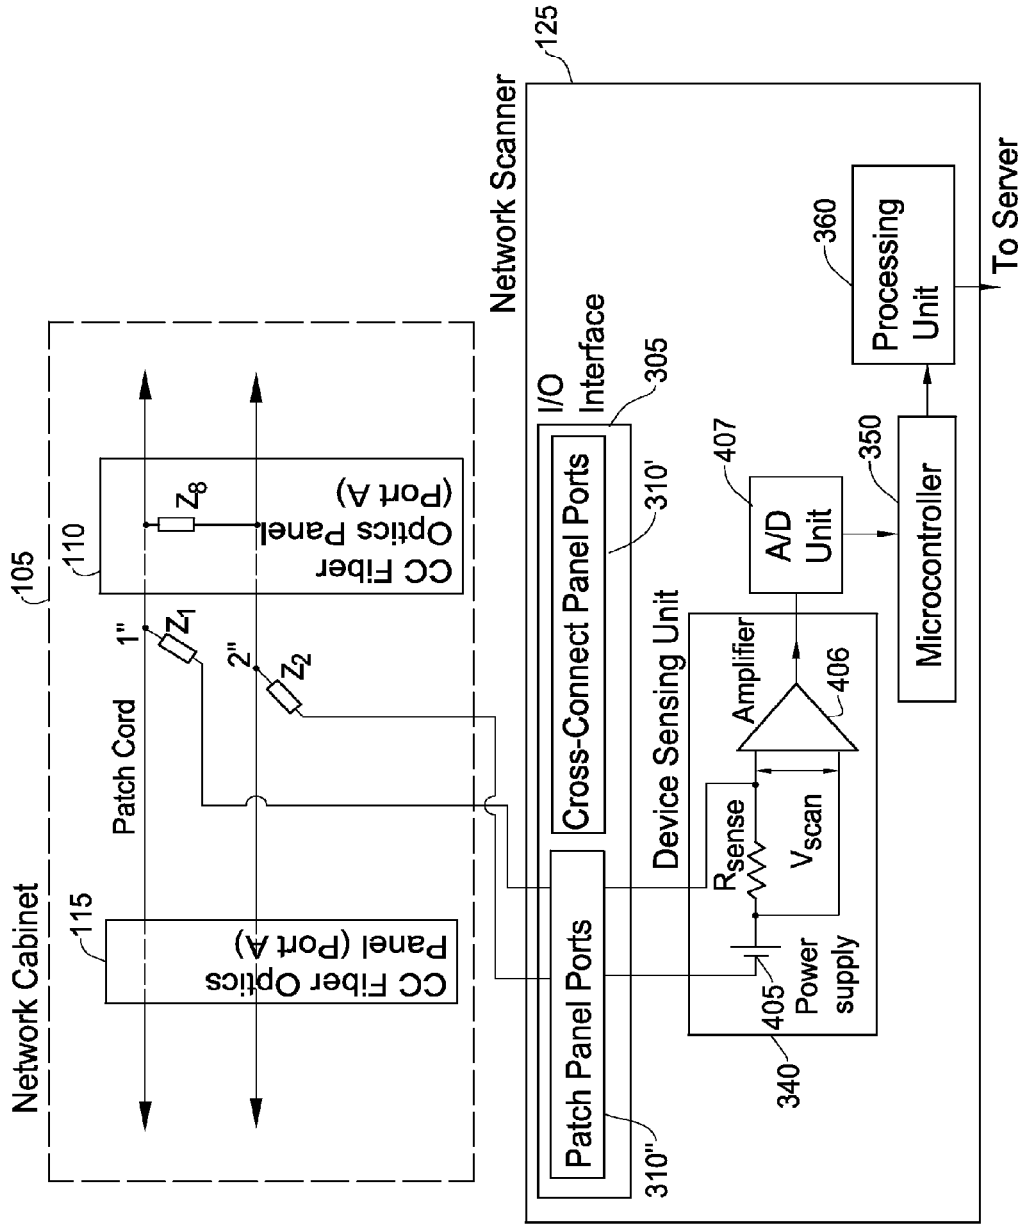 Network Cabinet
105
115
CC Fiber Optics
Panel (Port A)
Patch Cord
1"
Z1
2"
Z2
110
CC Fiber
Optics Panel
(Port A)
Z8
Network Scanner
125
I/O
Interface
305
Patch Panel Ports
310"
Cross-Connect Panel Ports
310'
Device Sensing Unit
340
405
Power
supply
Rsense
Vscan
Amplifier
406
A/D
Unit
407
Microcontroller
350
Processing
Unit
360
To Server